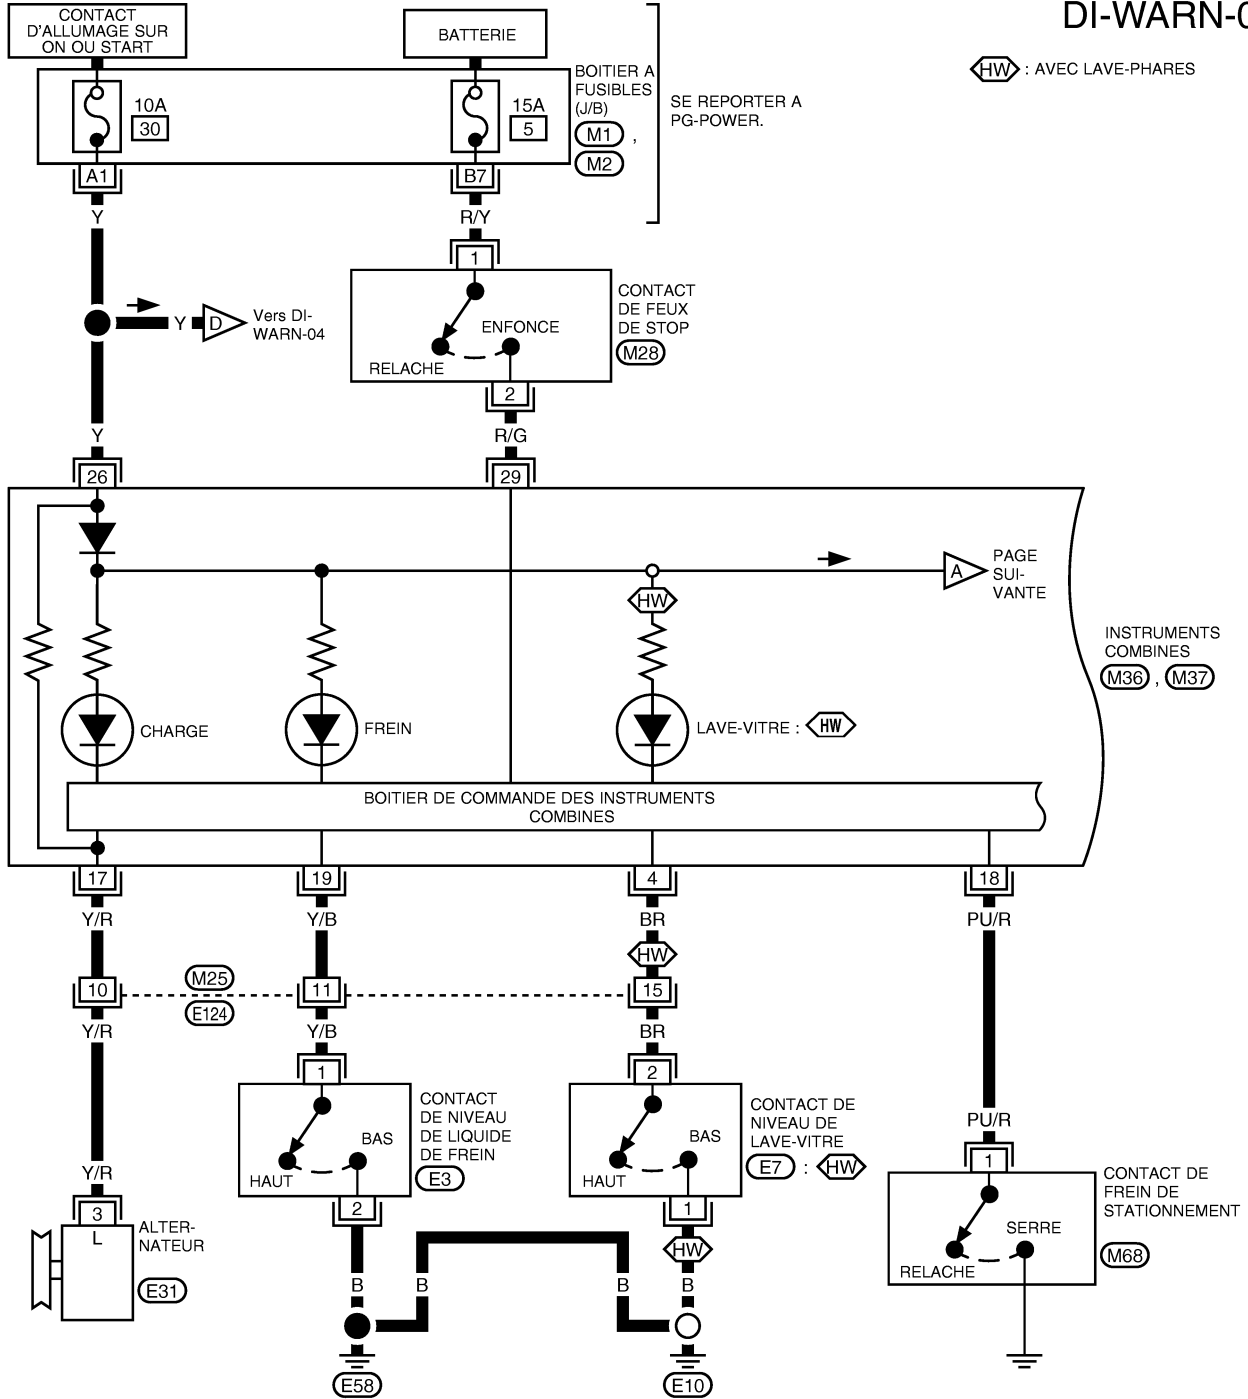 CONTACT
D'ALLUMAGE SUR
ON OU START
BATTERIE
DI-WARN-0
HW : AVEC LAVE-PHARES
10A
30
15A
5
BOITIER A
FUSIBLES
(J/B)
M1 ,
M2
SE REPORTER A
PG-POWER.
A1
B7
Y
R/Y
1
CONTACT
DE FEUX
DE STOP
M28
Y
D
Vers DI-
WARN-04
ENFONCE
RELACHE
2
Y
R/G
26
29
A
PAGE
SUI-
VANTE
HW
INSTRUMENTS
COMBINES
M36 , M37
CHARGE
FREIN
LAVE-VITRE : HW
BOITIER DE COMMANDE DES INSTRUMENTS
COMBINES
17
19
4
18
Y/R
Y/B
BR
PU/R
HW
M25
10
11
15
E124
Y/R
Y/B
BR
1
2
CONTACT
DE NIVEAU
DE LIQUIDE
DE FREIN
E3
BAS
HAUT
CONTACT DE
NIVEAU DE
LAVE-VITRE
E7 : HW
BAS
HAUT
PU/R
1
CONTACT DE
FREIN DE
STATIONNEMENT
M68
SERRE
RELACHE
Y/R
3
L
ALTER-
NATEUR
E31
2
1
HW
B
B
B
B
E58
E10